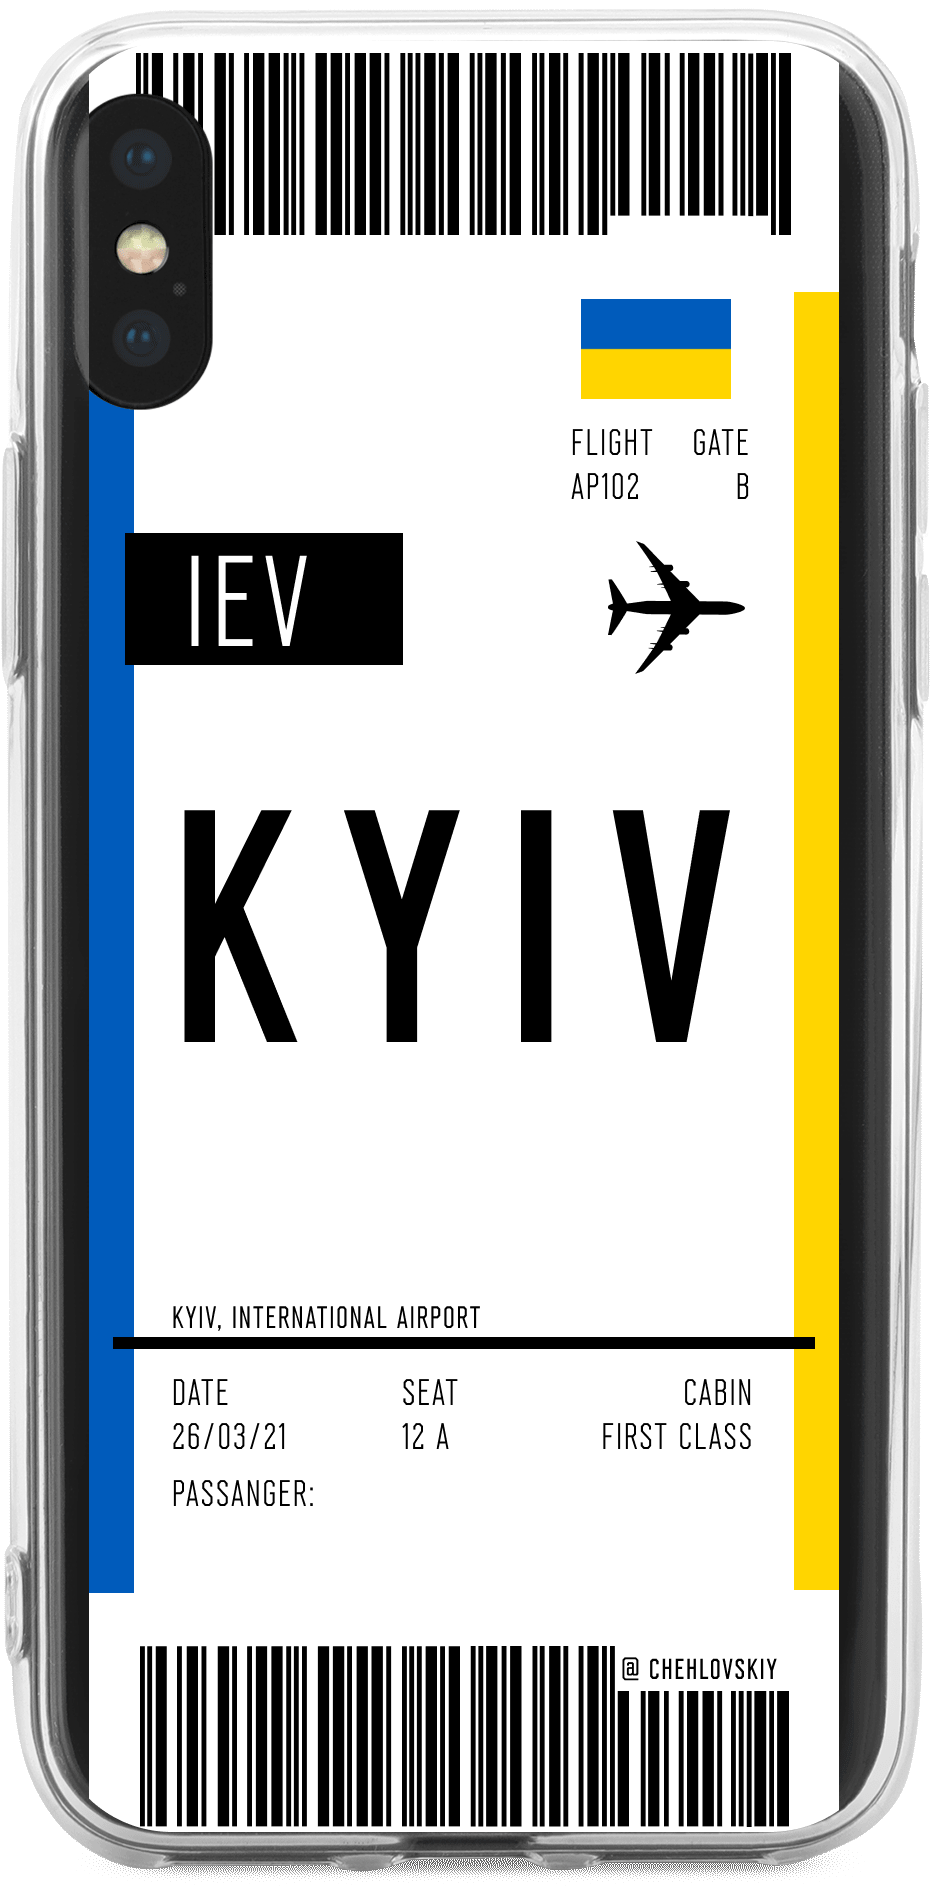 FLIGHT GATE
AP102 B
IEV
KYIV
KYIV, INTERNATIONAL AIRPORT
DATE SEAT CABIN
26/03/21 12 A FIRST CLASS
PASSANGER:
@ CHEHLOVSKIY